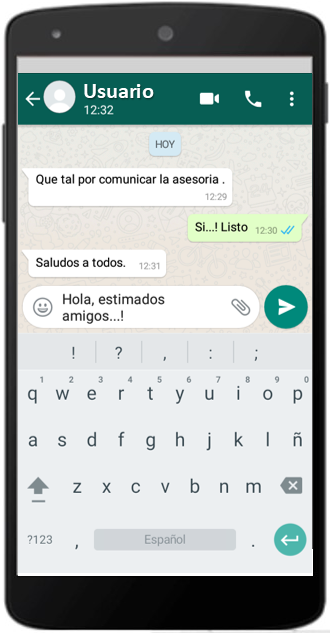 Usuario
12:32
HOY
Que tal por comunicar la asesoria .
12:29
Si...! Listo 12:30
Saludos a todos. 12:31
Hola, estimados
amigos...!
! ? , : ;
1 2 3 4 5 6 7 8 9 0
q w e r t y u i o p
a s d f g h j k l ñ
z x c v b n m
?123 , Español .